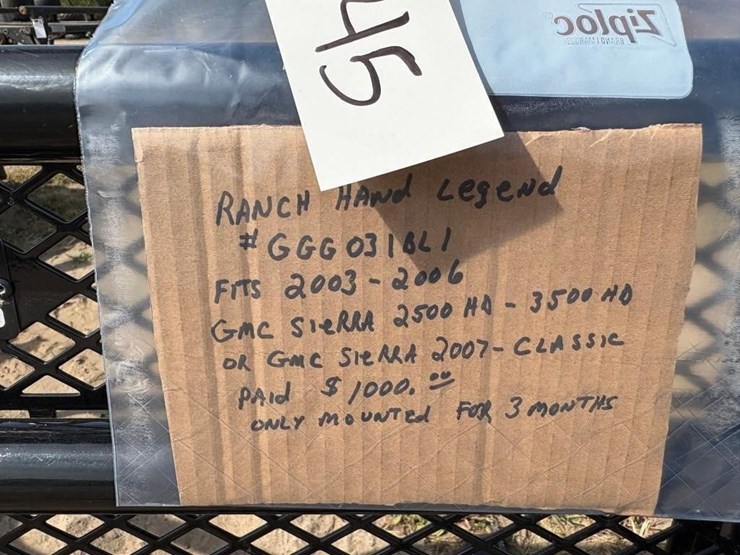 Ziploc
45
RANCH HAND LegeND
# GGG031BL1
FITS 2003 - 2006
GMC SIeRRA 2500 HD - 3500 HD
OR GMC SIeRRA 2007 - CLASSIC
PAId $1000.00
ONLY MOUNTed FOR 3 MONTHS